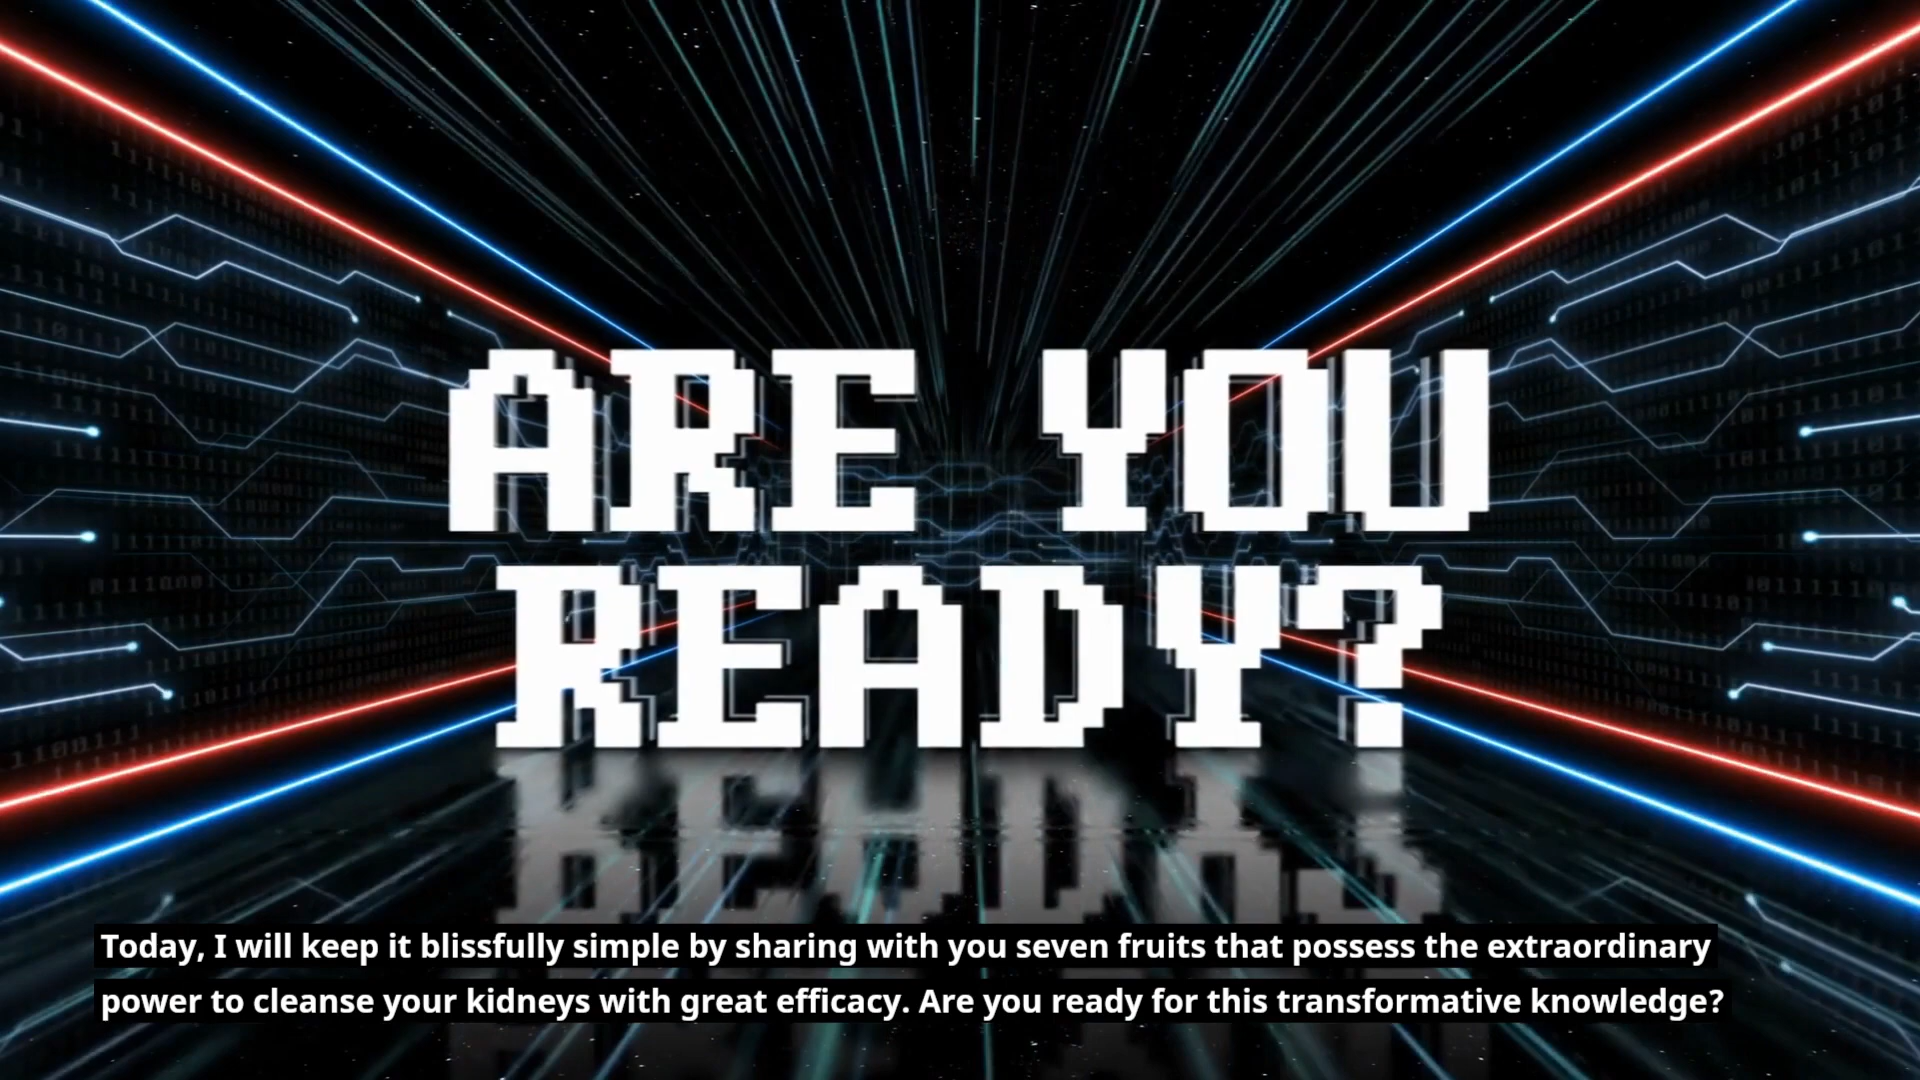 ARE YOU
READY?
Today, I will keep it blissfully simple by sharing with you seven fruits that possess the extraordinary
power to cleanse your kidneys with great efficacy. Are you ready for this transformative knowledge?